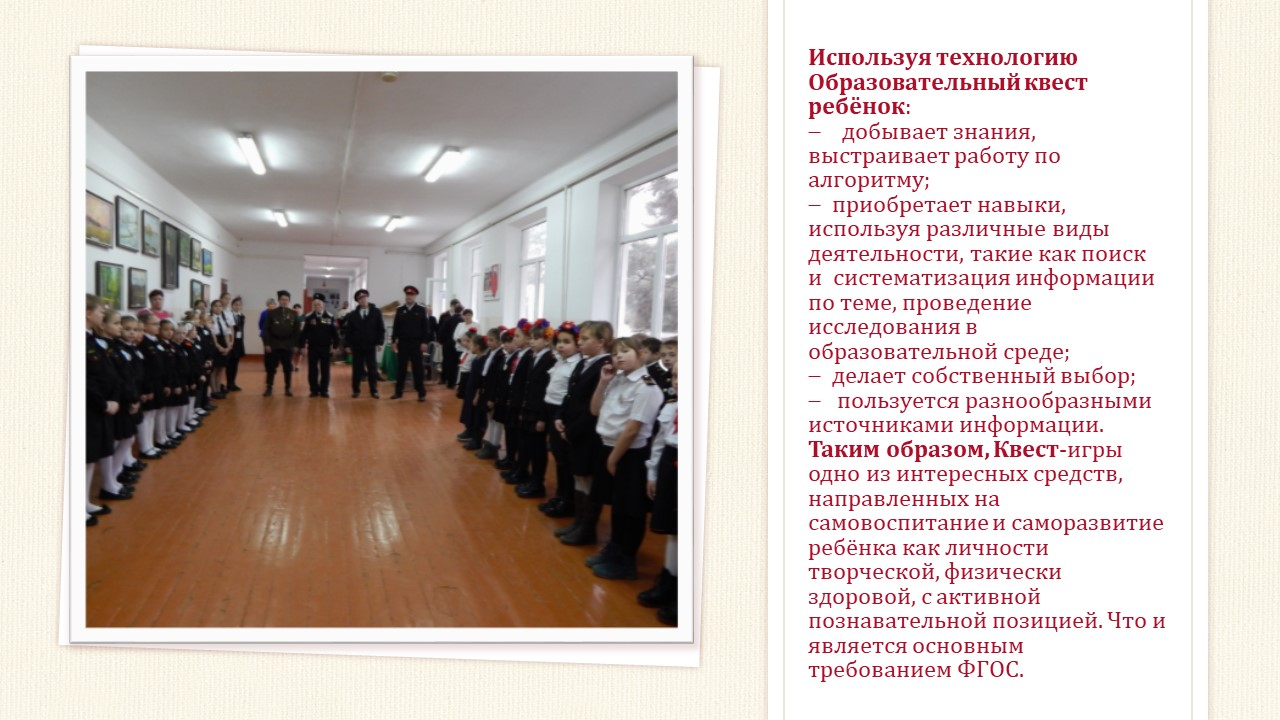 Используя технологию
Образовательный квест
ребёнок:
– добывает знания,
выстраивает работу по
алгоритму;
– приобретает навыки,
используя различные виды
деятельности, такие как поиск
и систематизация информации
по теме, проведение
исследования в
образовательной среде;
– делает собственный выбор;
– пользуется разнообразными
источниками информации.
Таким образом, Квест-игры
одно из интересных средств,
направленных на
самовоспитание и саморазвитие
ребёнка как личности
творческой, физически
здоровой, с активной
познавательной позицией. Что и
является основным
требованием ФГОС.